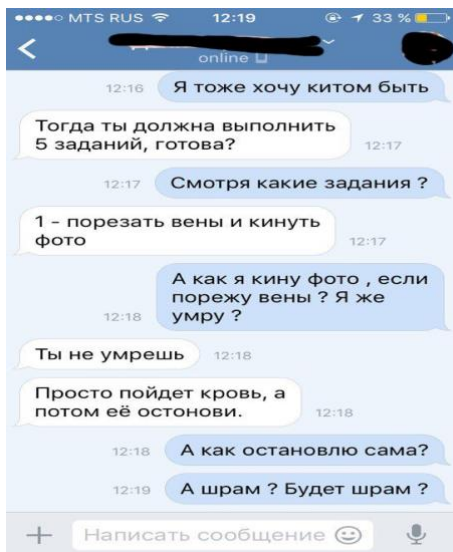 MTS RUS 12:19 33 %
online
12:16 Я тоже хочу китом быть
Тогда ты должна выполнить
5 заданий, готова? 12:17
12:17 Смотря какие задания ?
1 - порезать вены и кинуть
фото 12:17
А как я кину фото , если
порежу вены ? Я же
12:18 умру ?
Ты не умрешь 12:18
Просто пойдет кровь, а
потом её остонови. 12:18
12:18 А как остановлю сама?
12:19 А шрам ? Будет шрам ?
Написать сообщение